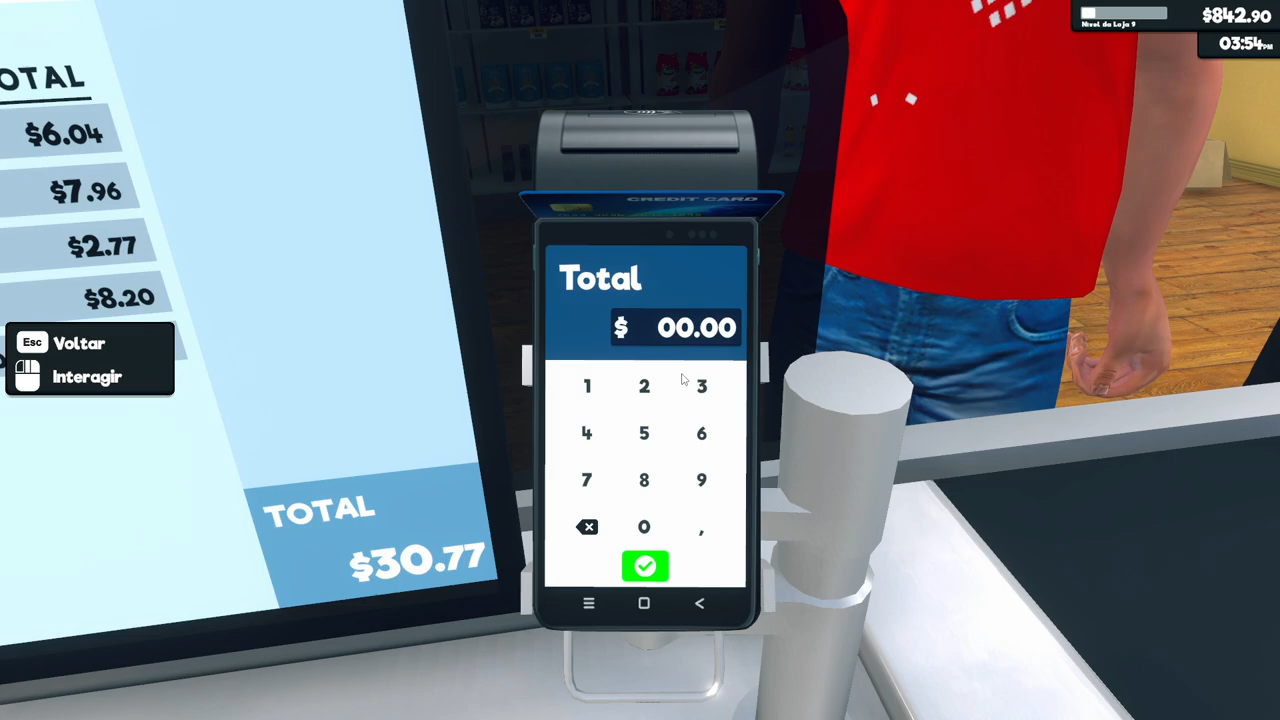 $842.90
Nível da Loja 9
03:54PM
OTAL
$6.04
$7.96
$2.77
$8.20
Esc Voltar
Interagir
TOTAL
$30.77
CREDIT CARD
Total
$ 00.00
1 2 3
4 5 6
7 8 9
0 ,